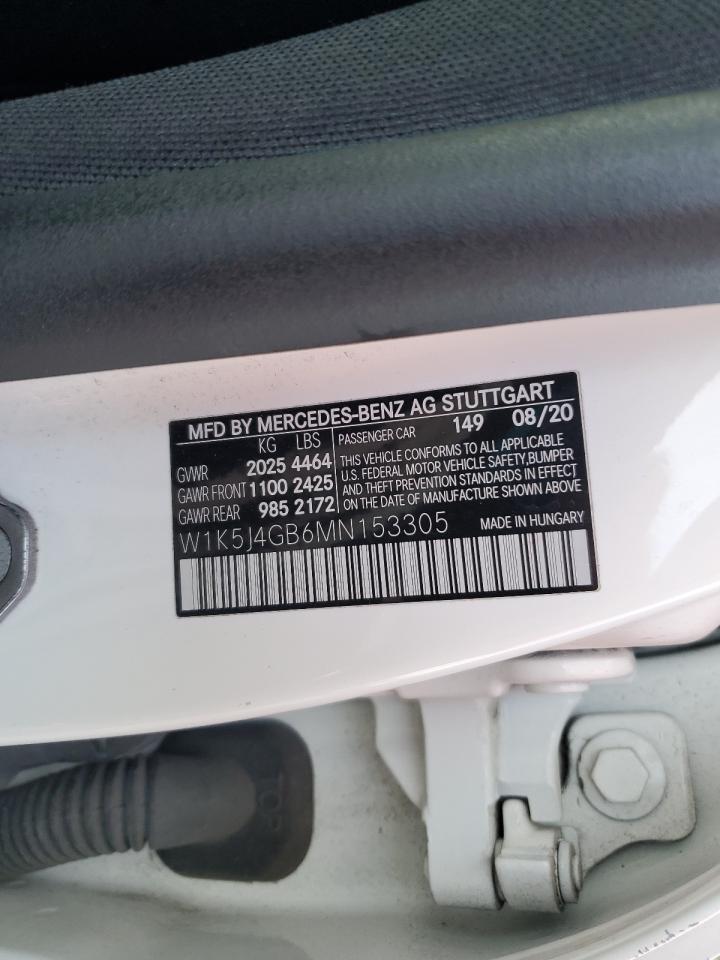 MFD BY MERCEDES-BENZ AG STUTTGART
KG LBS
GVWR 2025 4464
GAWR FRONT 1100 2425
GAWR REAR 985 2172
PASSENGER CAR 149 08/20
THIS VEHICLE CONFORMS TO ALL APPLICABLE
U.S. FEDERAL MOTOR VEHICLE SAFETY, BUMPER
AND THEFT PREVENTION STANDARDS IN EFFECT
ON THE DATE OF MANUFACTURE SHOWN ABOVE
W1K5J4GB6MN153305 MADE IN HUNGARY
TOP